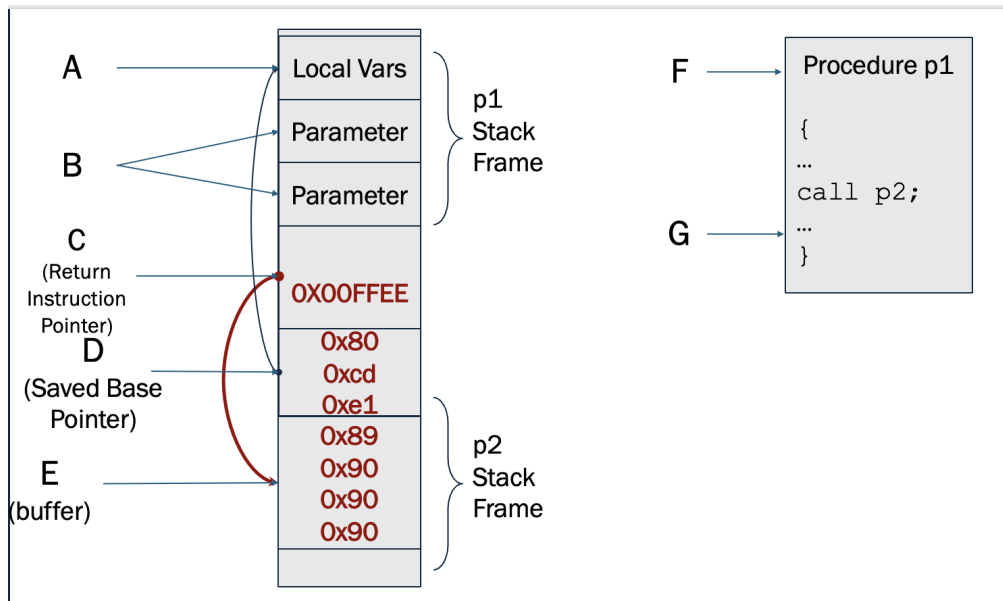 A
Local Vars
B
Parameter
Parameter
p1
Stack
Frame
C
(Return
Instruction
Pointer)
0X00FFEE
D
(Saved Base
Pointer)
0x80
0xcd
0xe1
E
(buffer)
0x89
0x90
0x90
0x90
p2
Stack
Frame
F
Procedure p1
{
...
call p2;
G
...
}